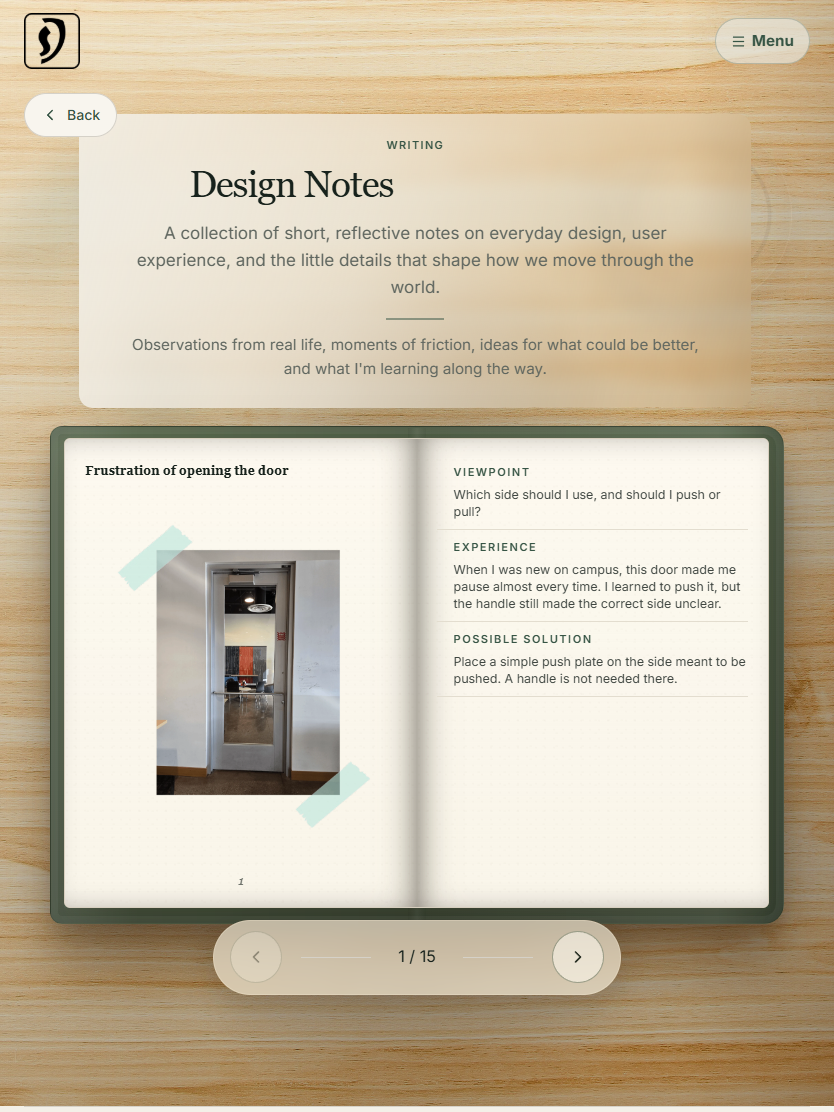 Menu
Back
WRITING
Design Notes
A collection of short, reflective notes on everyday design, user
experience, and the little details that shape how we move through the
world.
Observations from real life, moments of friction, ideas for what could be better,
and what I'm learning along the way.
Frustration of opening the door
1
VIEWPOINT
Which side should I use, and should I push or
pull?
EXPERIENCE
When I was new on campus, this door made me
pause almost every time. I learned to push it, but
the handle still made the correct side unclear.
POSSIBLE SOLUTION
Place a simple push plate on the side meant to be
pushed. A handle is not needed there.
1 / 15